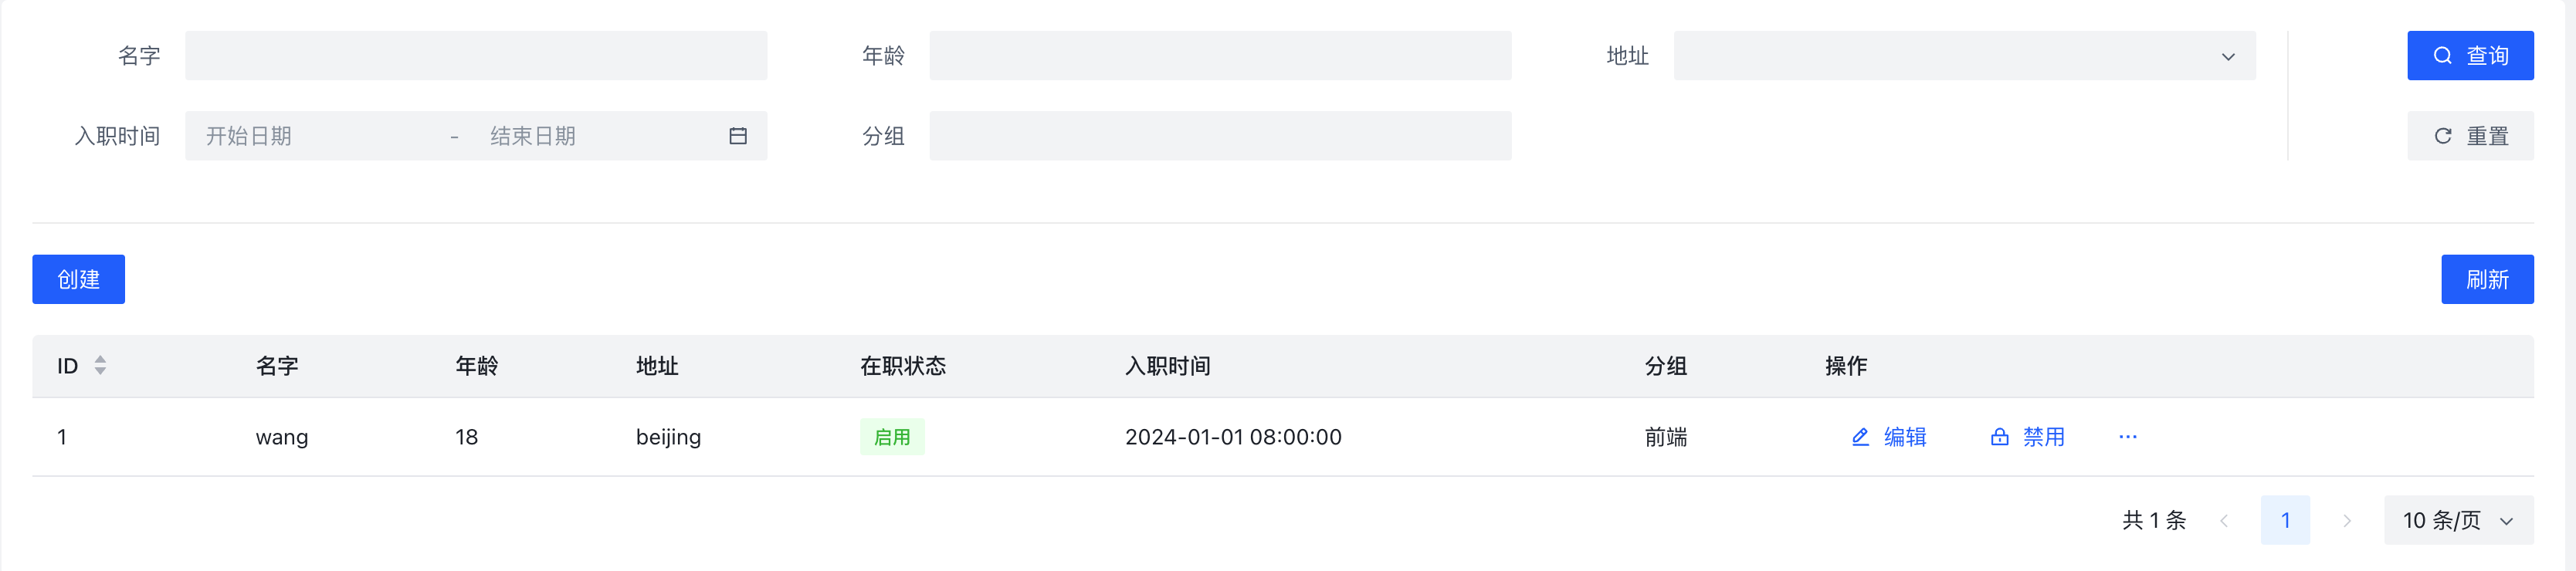 名字 年龄 地址 查询
入职时间 开始日期 - 结束日期 分组 重置
创建 刷新
ID 名字 年龄 地址 在职状态 入职时间 分组 操作
1 wang 18 beijing 启用 2024-01-01 08:00:00 前端 编辑 禁用 ···
共 1 条 1 10 条/页